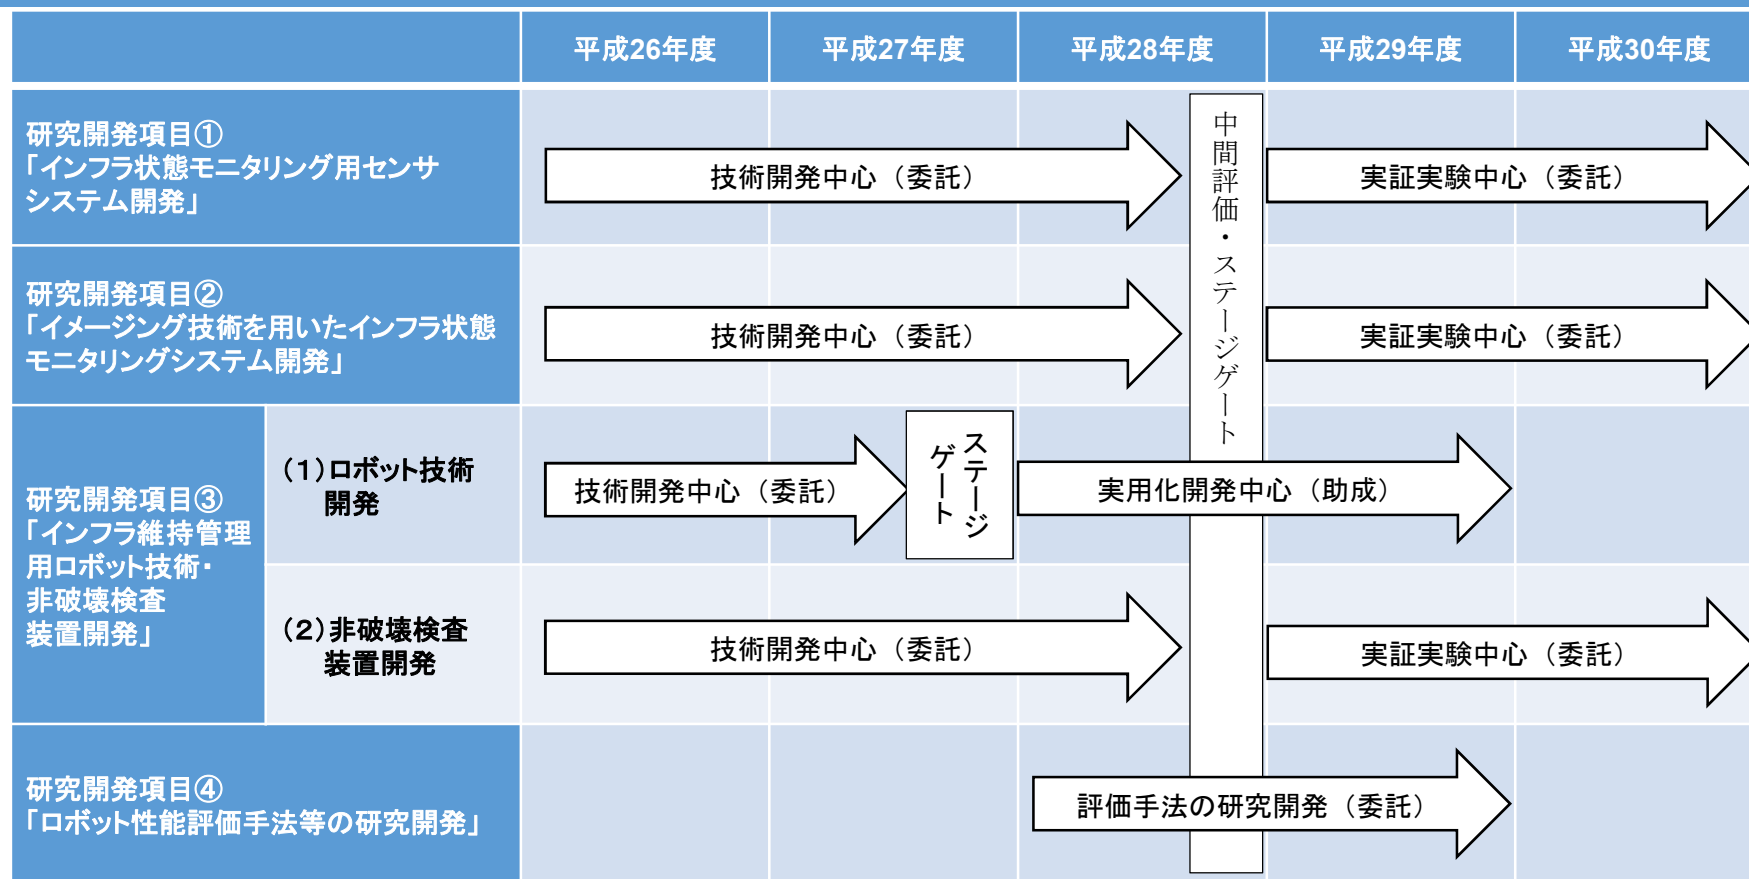 平成26年度
平成27年度
平成28年度
平成29年度
平成30年度
研究開発項目①
「インフラ状態モニタリング用センサ
システム開発」
技術開発中心（委託）
中間評価・ステージゲート
実証実験中心（委託）
研究開発項目②
「イメージング技術を用いたインフラ状態
モニタリングシステム開発」
技術開発中心（委託）
実証実験中心（委託）
研究開発項目③
「インフラ維持管理
用ロボット技術・
非破壊検査
装置開発」
（１）ロボット技術
開発
技術開発中心（委託）
ステージ
ゲート
実用化開発中心（助成）
（２）非破壊検査
装置開発
技術開発中心（委託）
実証実験中心（委託）
研究開発項目④
「ロボット性能評価手法等の研究開発」
評価手法の研究開発（委託）